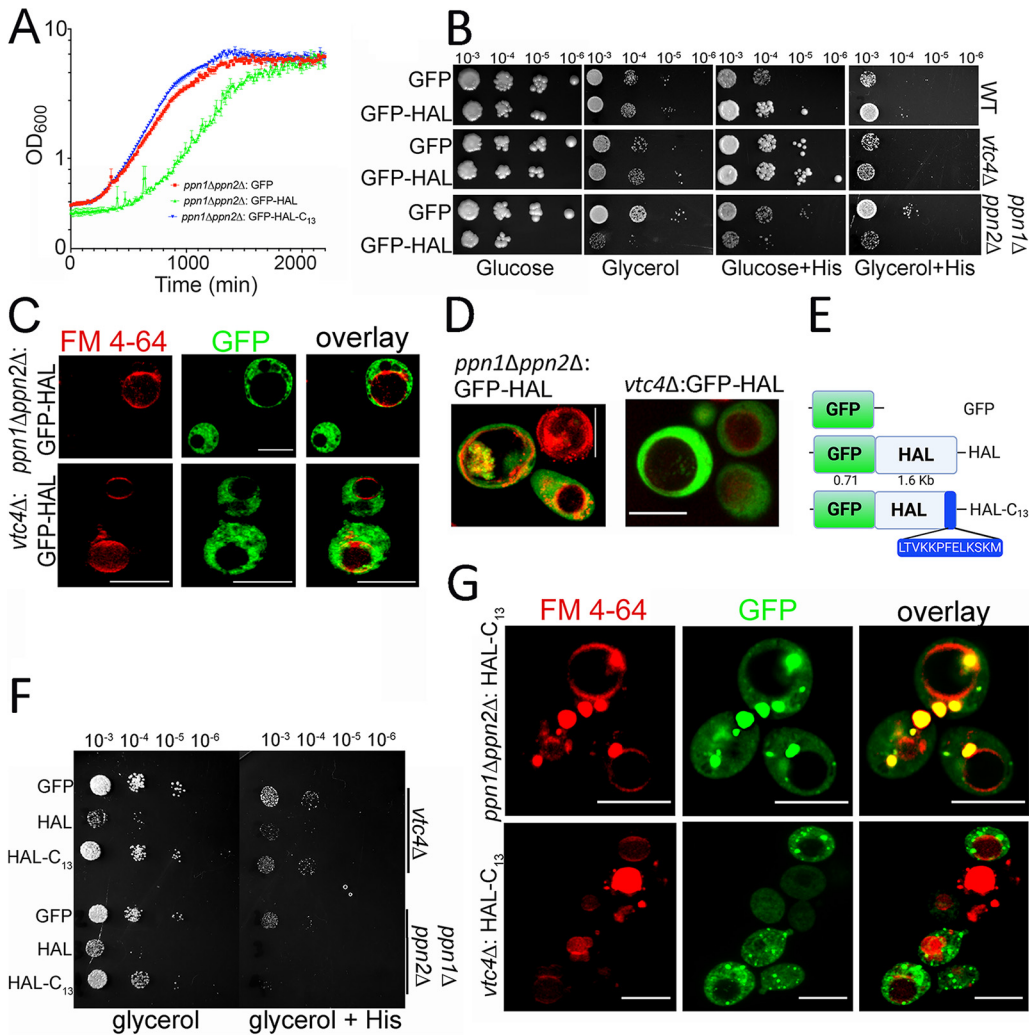 A
OD600
10
1
0
ppn1Δppn2Δ: GFP
ppn1Δppn2Δ: GFP-HAL
ppn1Δppn2Δ: GFP-HAL-C13
0 1000 2000
Time (min)
B
10-3 10-4 10-5 10-6 10-3 10-4 10-5 10-6 10-3 10-4 10-5 10-6 10-3 10-4 10-5 10-6
GFP
GFP-HAL
WT
GFP
GFP-HAL
vtc4Δ
GFP
GFP-HAL
ppn1Δ
ppn2Δ
Glucose Glycerol Glucose+His Glycerol+His
C
FM 4-64 GFP overlay
ppn1Δppn2Δ:
GFP-HAL
vtc4Δ:
GFP-HAL
D
ppn1Δppn2Δ:
GFP-HAL
vtc4Δ:GFP-HAL
E
GFP GFP
GFP HAL HAL
0.71 1.6 Kb
GFP HAL HAL-C13
LTVKKPFELKSKM
F
10-3 10-4 10-5 10-6 10-3 10-4 10-5 10-6
GFP
HAL
HAL-C13
vtc4Δ
GFP
HAL
HAL-C13
ppn1Δ
ppn2Δ
glycerol glycerol + His
G
FM 4-64 GFP overlay
ppn1Δppn2Δ: HAL-C13
vtc4Δ: HAL-C13